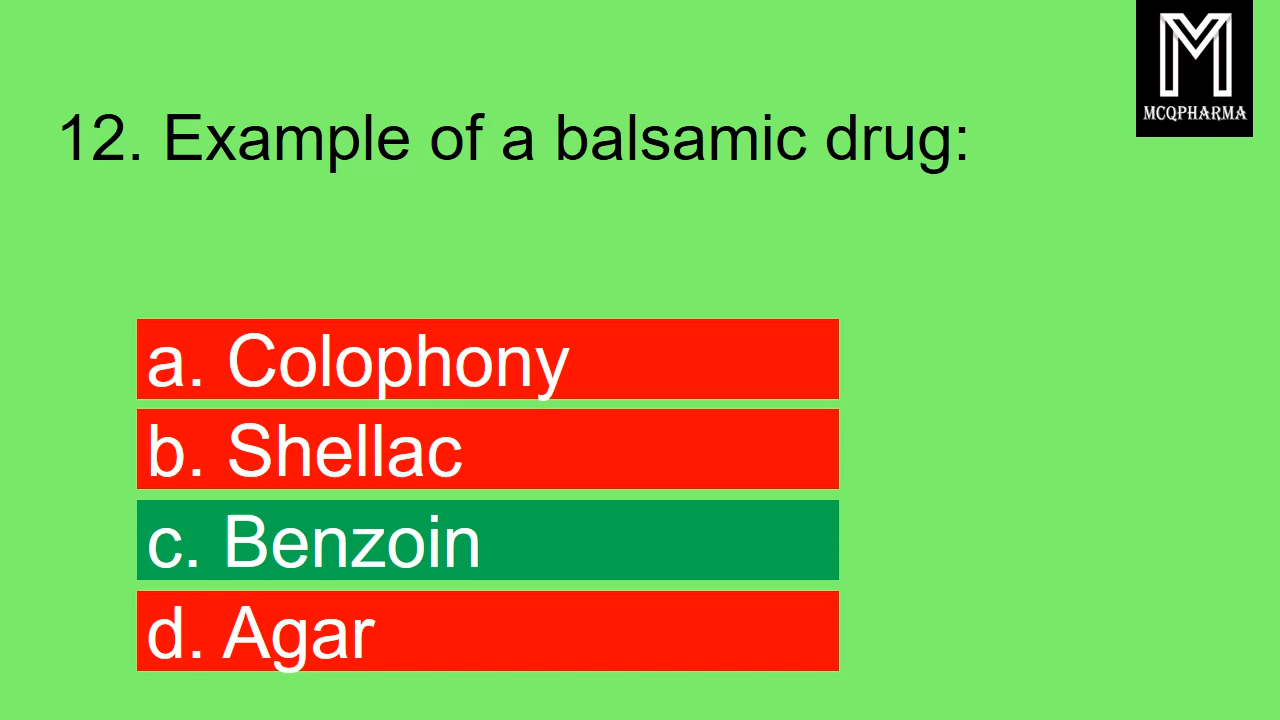 M
MCQPHARMA
12. Example of a balsamic drug:
a. Colophony
b. Shellac
c. Benzoin
d. Agar